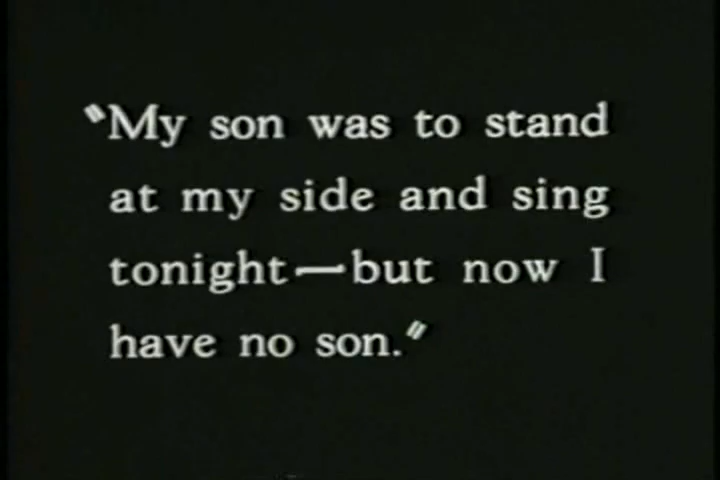 "My son was to stand
at my side and sing
tonight—but now I
have no son."